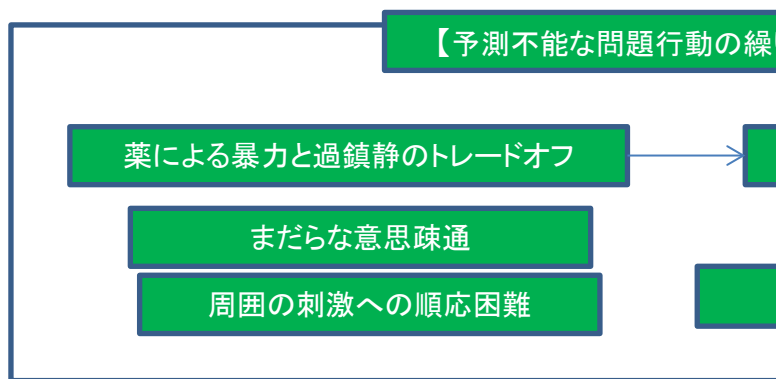 【予測不能な問題行動の繰
薬による暴力と過鎮静のトレードオフ
まだらな意思疎通
周囲の刺激への順応困難